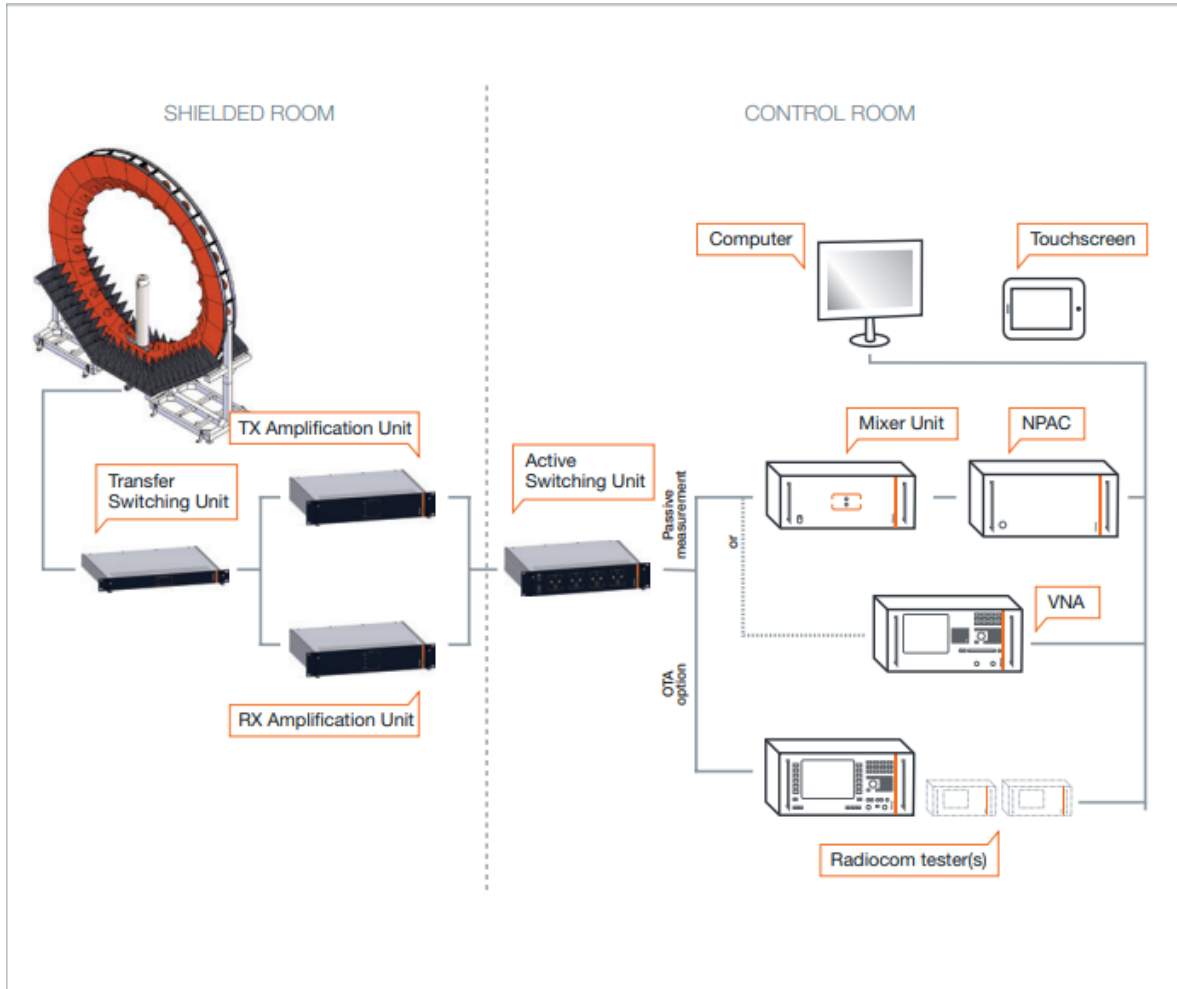 SHIELDED ROOM
CONTROL ROOM
Computer
Touchscreen
TX Amplification Unit
Mixer Unit
NPAC
Transfer
Switching Unit
Active
Switching Unit
Passive
measurement
or
VNA
OTA
option
RX Amplification Unit
Radiocom tester(s)